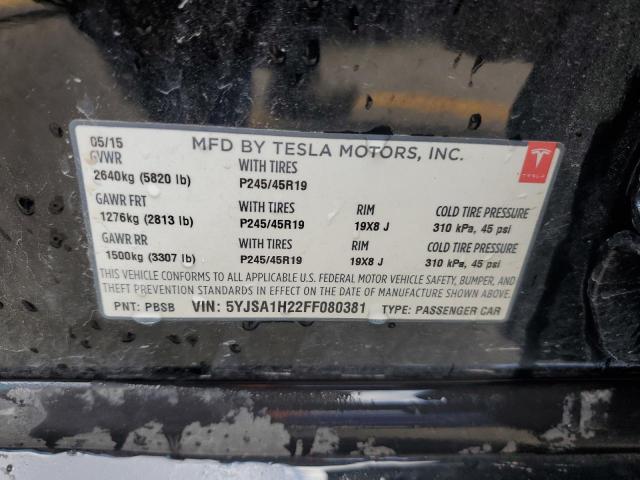 05/15 MFD BY TESLA MOTORS, INC.
GVWR WITH TIRES
2640kg (5820 lb) P245/45R19
TESLA
GAWR FRT WITH TIRES RIM COLD TIRE PRESSURE
1276kg (2813 lb) P245/45R19 19X8 J 310 kPa, 45 psi
GAWR RR WITH TIRES RIM COLD TIRE PRESSURE
1500kg (3307 lb) P245/45R19 19X8 J 310 kPa, 45 psi
THIS VEHICLE CONFORMS TO ALL APPLICABLE U.S. FEDERAL MOTOR VEHICLE SAFETY, BUMPER, AND
THEFT PREVENTION STANDARDS IN EFFECT ON THE DATE OF MANUFACTURE SHOWN ABOVE.
PNT: PBSB VIN: 5YJSA1H22FF080381 TYPE: PASSENGER CAR